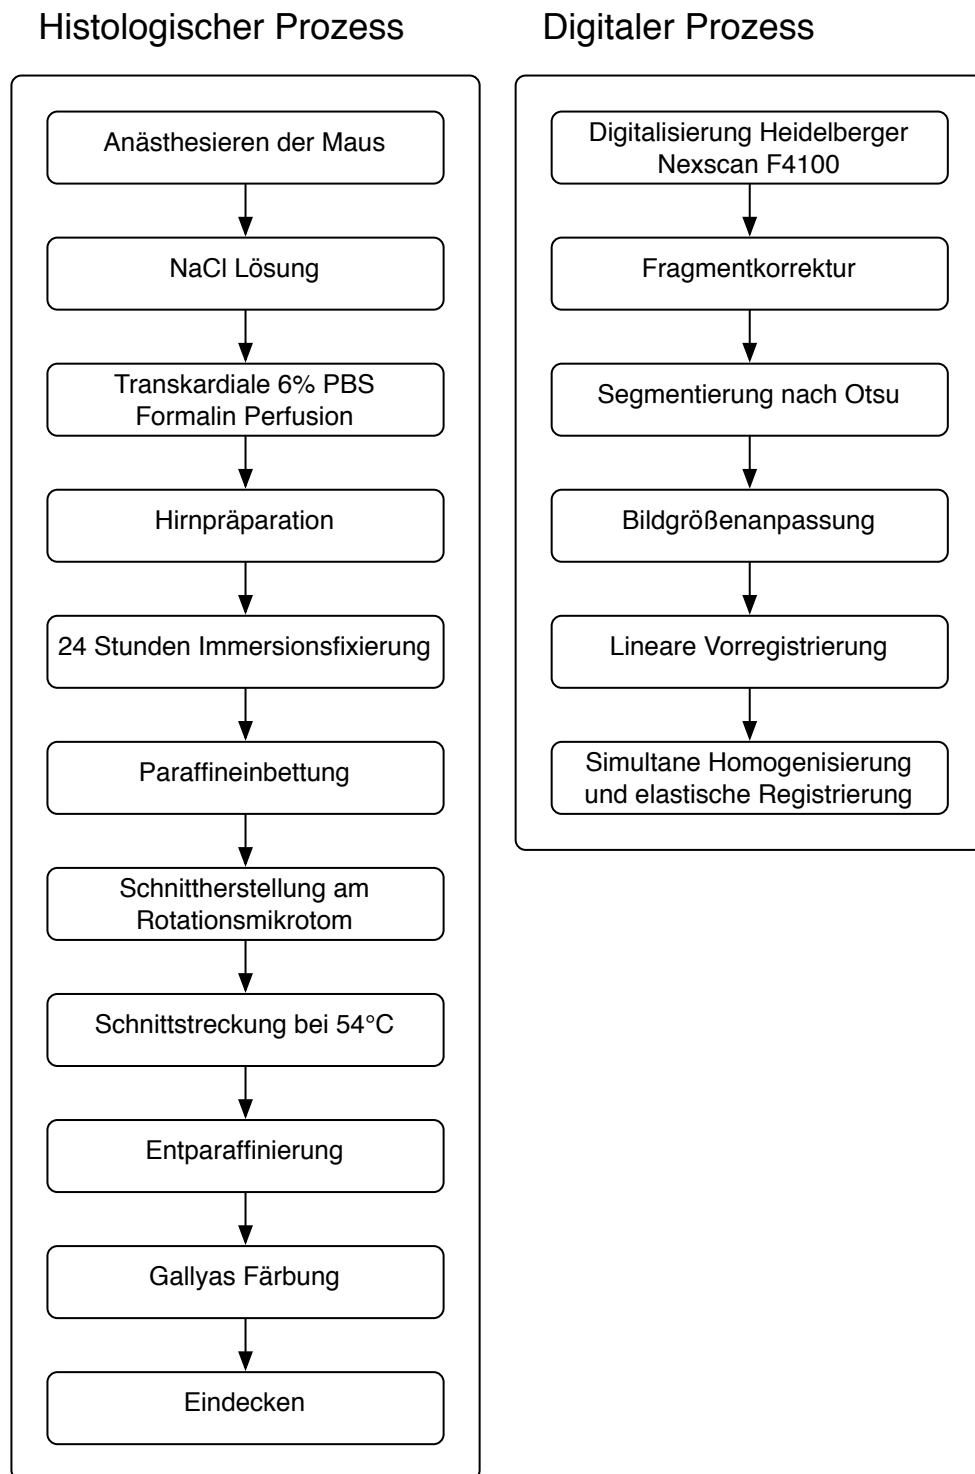 Histologischer Prozess
Anästhesieren der Maus
NaCl Lösung
Transkardiale 6% PBS
Formalin Perfusion
Hirnpräparation
24 Stunden Immersionsfixierung
Paraffineinbettung
Schnittherstellung am
Rotationsmikrotom
Schnittstreckung bei 54°C
Entparaffinierung
Gallyas Färbung
Eindecken
Digitaler Prozess
Digitalisierung Heidelberger
Nexscan F4100
Fragmentkorrektur
Segmentierung nach Otsu
Bildgrößenanpassung
Lineare Vorregistrierung
Simultane Homogenisierung
und elastische Registrierung